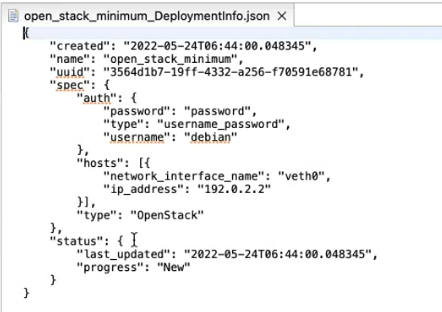 open_stack_minimum_DeploymentInfo.json
{
"created": "2022-05-24T06:44:00.048345",
"name": "open_stack_minimum",
"uuid": "3564d1b7-19ff-4332-a256-f70591e68781",
"spec": {
"auth": {
"password": "password",
"type": "username_password",
"username": "debian"
},
"hosts": [{
"network_interface_name": "veth0",
"ip_address": "192.0.2.2"
}],
"type": "OpenStack"
},
"status": {
"last_updated": "2022-05-24T06:44:00.048345",
"progress": "New"
}
}